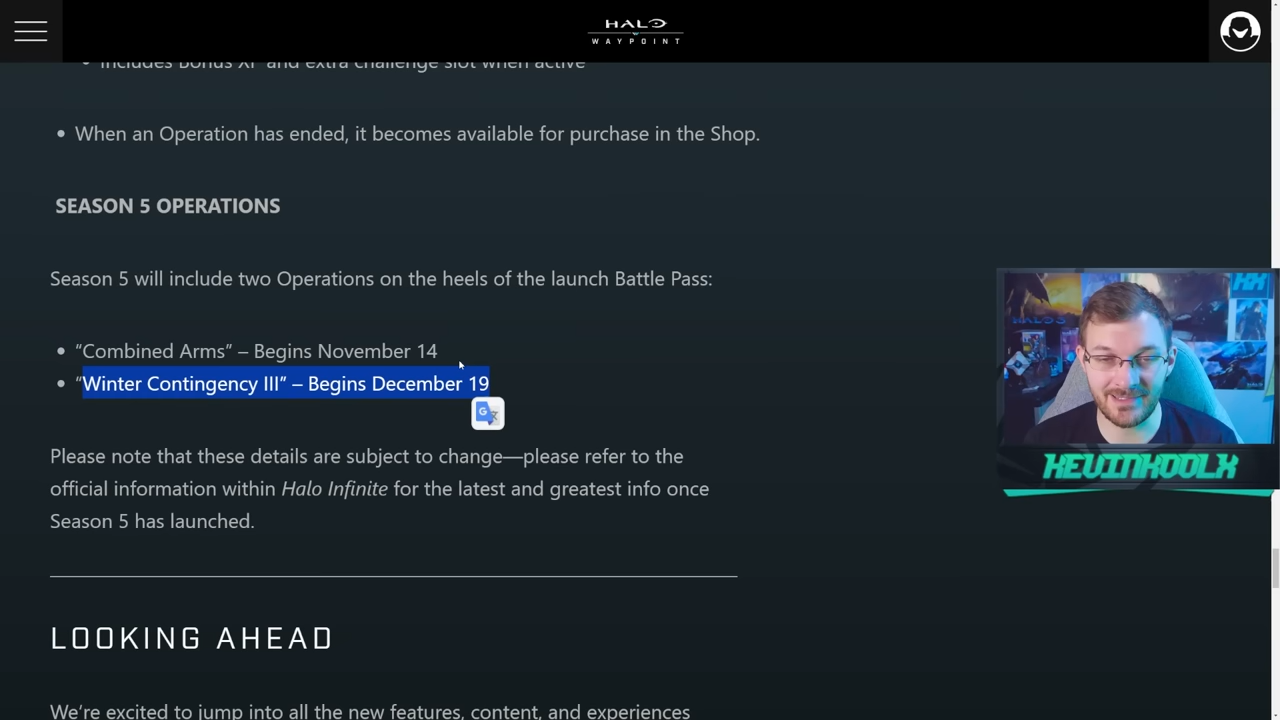 HALO
WAYPOINT
Includes Bonus XP and extra challenge slot when active
When an Operation has ended, it becomes available for purchase in the Shop.
SEASON 5 OPERATIONS
Season 5 will include two Operations on the heels of the launch Battle Pass:
“Combined Arms” – Begins November 14
“Winter Contingency III” – Begins December 19
Please note that these details are subject to change—please refer to the
official information within Halo Infinite for the latest and greatest info once
Season 5 has launched.
KEVINKOOLX
LOOKING AHEAD
We’re excited to jump into all the new features, content, and experiences